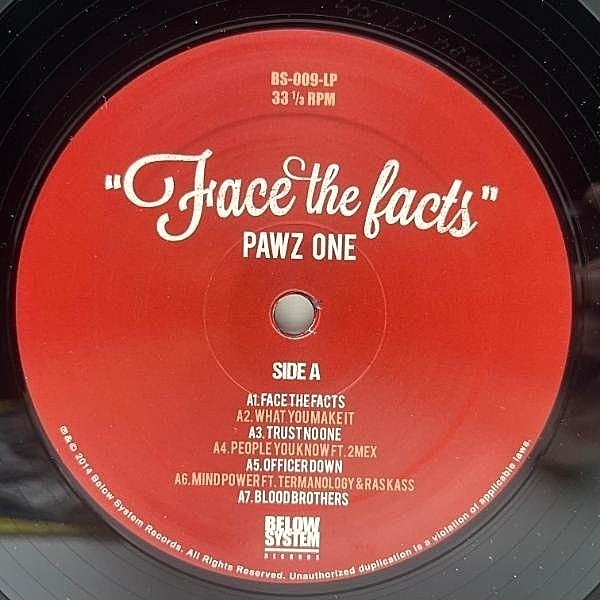 BS-009-LP
33 ⅓ RPM
"Face the facts"
PAWZ ONE
SIDE A
A1. FACE THE FACTS
A2. WHAT YOU MAKE IT
A3. TRUST NO ONE
A4. PEOPLE YOU KNOW FT. 2MEX
A5. OFFICER DOWN
A6. MIND POWER FT. TERMANOLOGY & RAS KASS
A7. BLOOD BROTHERS
BELOW
SYSTEM
RECORDS
℗ & © 2014 Below System Records. All Rights Reserved. Unauthorized duplication is a violation of applicable laws.